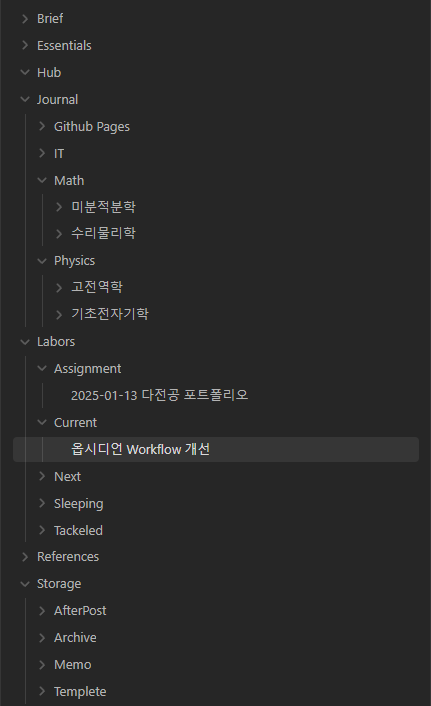 Brief
Essentials
Hub
Journal
Github Pages
IT
Math
미분적분학
수리물리학
Physics
고전역학
기초전자기학
Labors
Assignment
2025-01-13 다전공 포트폴리오
Current
옵시디언 Workflow 개선
Next
Sleeping
Tackeled
References
Storage
AfterPost
Archive
Memo
Templete